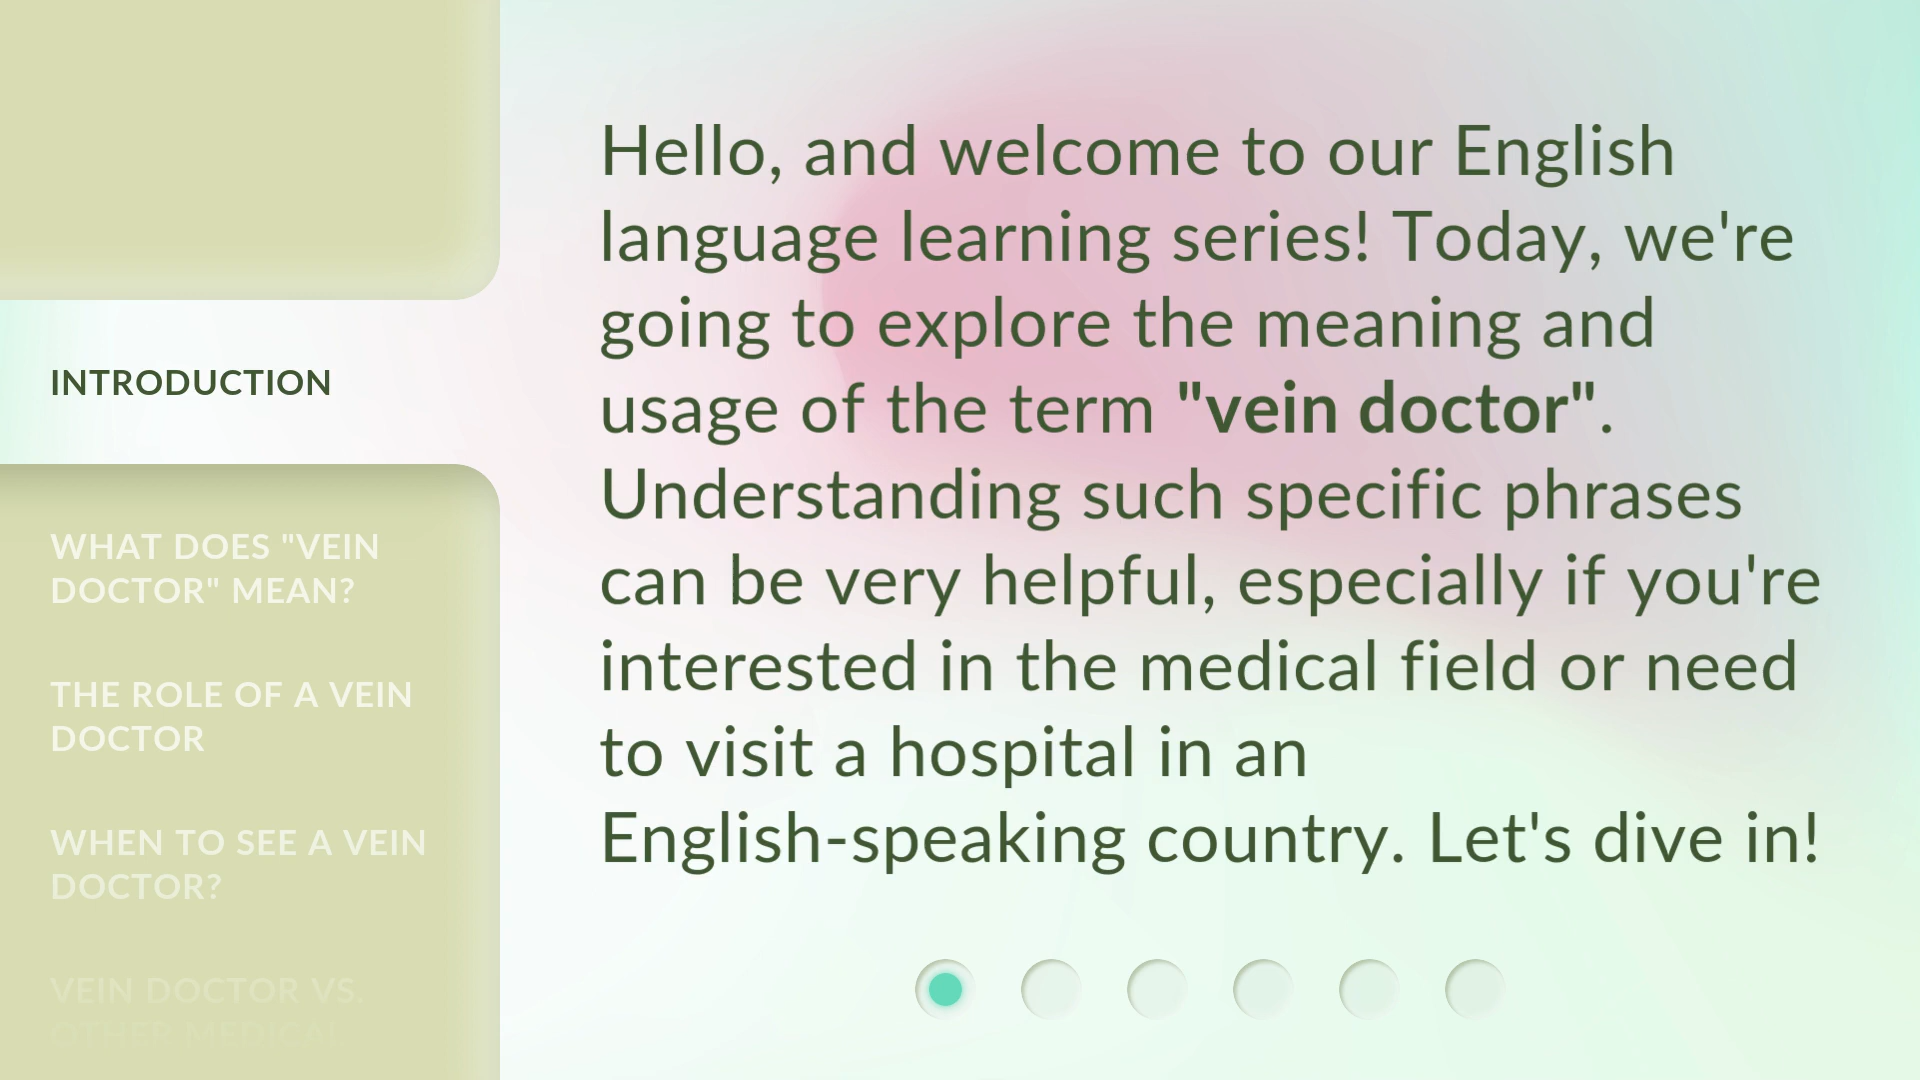 INTRODUCTION
WHAT DOES "VEIN
DOCTOR" MEAN?
THE ROLE OF A VEIN
DOCTOR
WHEN TO SEE A VEIN
DOCTOR?
VEIN DOCTOR VS.
OTHER MEDICAL
Hello, and welcome to our English
language learning series! Today, we're
going to explore the meaning and
usage of the term "vein doctor".
Understanding such specific phrases
can be very helpful, especially if you're
interested in the medical field or need
to visit a hospital in an
English-speaking country. Let's dive in!